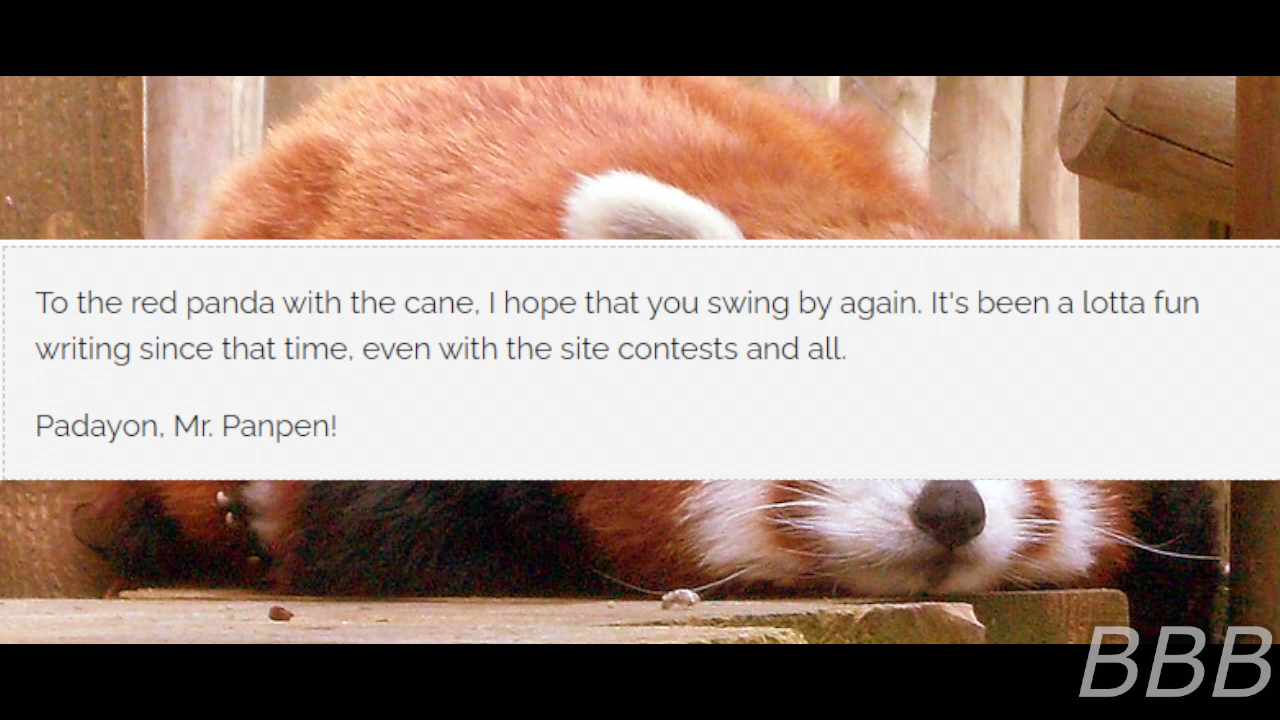 To the red panda with the cane, I hope that you swing by again. It's been a lotta fun
writing since that time, even with the site contests and all.
Padayon, Mr. Panpen!
BBB